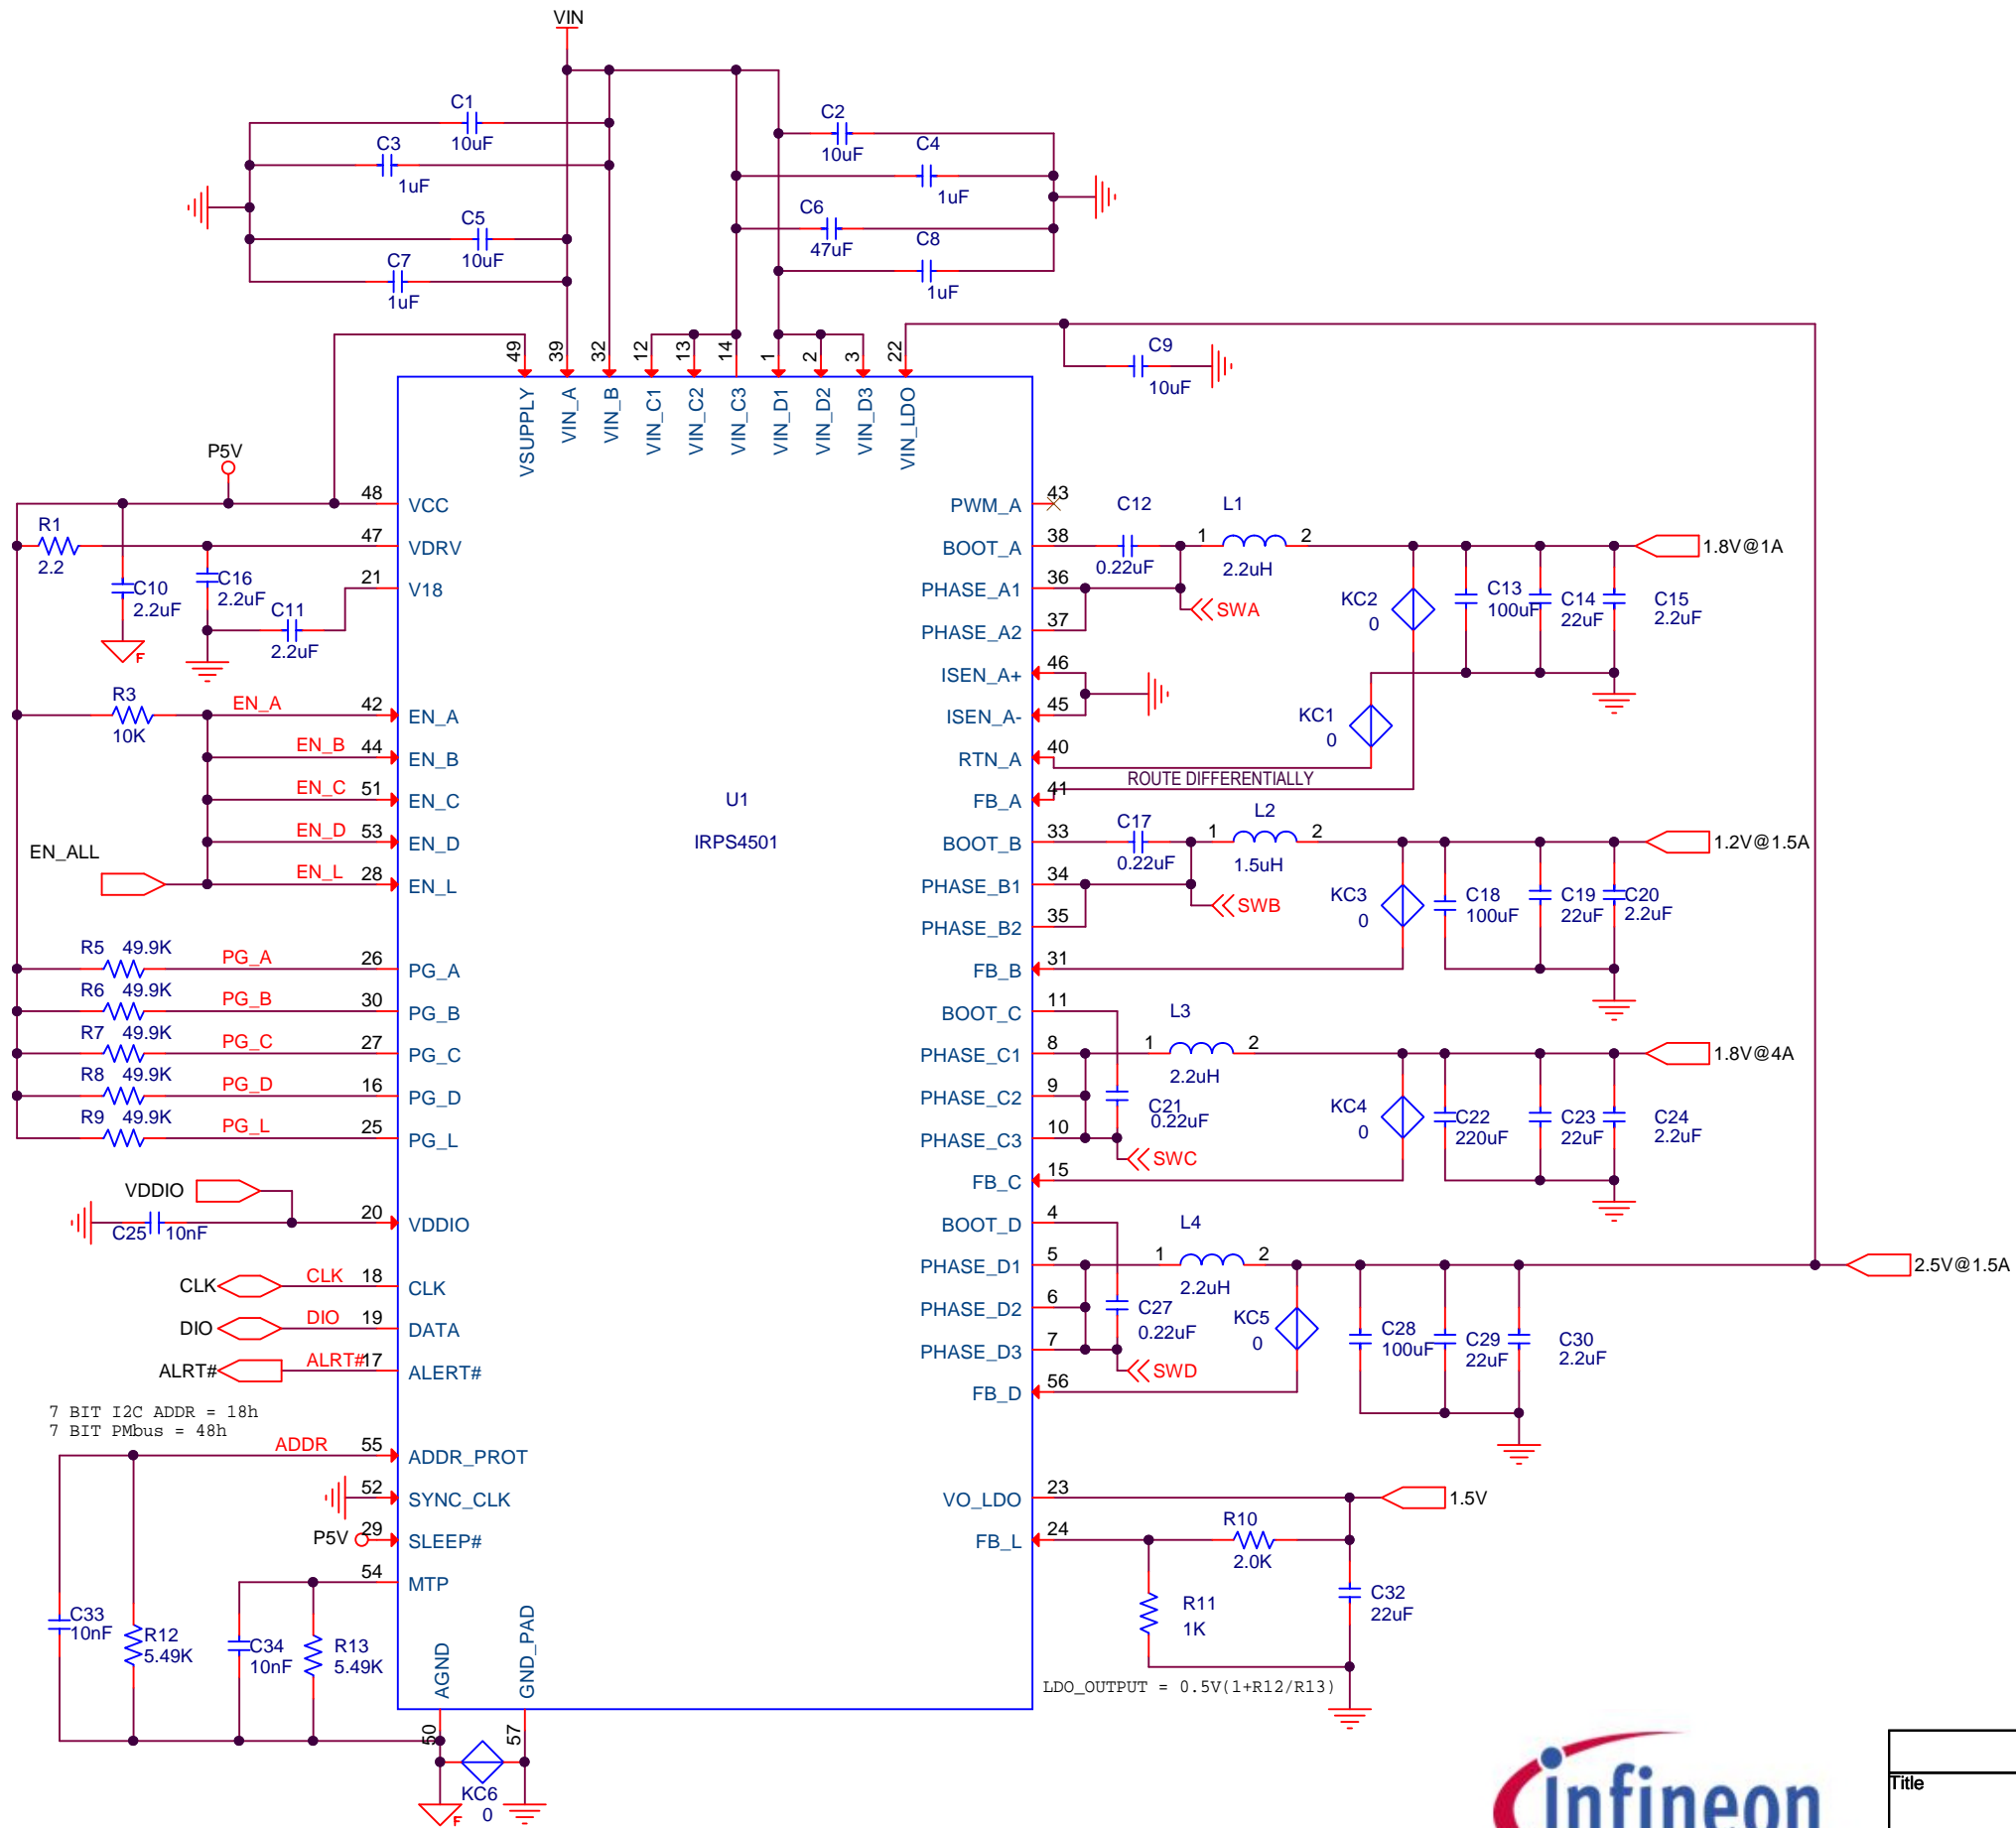 VIN
C1
10uF
C3
1uF
C5
10uF
C7
1uF
C2
10uF
C4
1uF
C6
47uF
C8
1uF
C9
10uF
49
39
32
12
13
14
1
2
3
22
VSUPPLY
VIN_A
VIN_B
VIN_C1
VIN_C2
VIN_C3
VIN_D1
VIN_D2
VIN_D3
VIN_LDO
P5V
48 VCC
R1
2.2
47 VDRV
C10
2.2uF
C16
2.2uF
21 V18
C11
2.2uF
F
R3
10K
EN_A 42 EN_A
EN_B 44 EN_B
EN_C 51 EN_C
EN_D 53 EN_D
EN_ALL
EN_L 28 EN_L
R5 49.9K PG_A 26 PG_A
R6 49.9K PG_B 30 PG_B
R7 49.9K PG_C 27 PG_C
R8 49.9K PG_D 16 PG_D
R9 49.9K PG_L 25 PG_L
VDDIO
C25 10nF
20 VDDIO
CLK CLK 18 CLK
DIO DIO 19 DATA
ALRT# ALRT# 17 ALERT#
7 BIT I2C ADDR = 18h
7 BIT PMbus = 48h
ADDR 55 ADDR_PROT
52 SYNC_CLK
P5V 29 SLEEP#
54 MTP
C33
10nF
R12
5.49K
C34
10nF
R13
5.49K
AGND
GND_PAD
50
57
KC6
0
F
U1
IRPS4501
PWM_A 43
BOOT_A 38
C12
0.22uF
L1
1 2
2.2uH
1.8V@1A
PHASE_A1 36
SWA
PHASE_A2 37
KC2
0
C13
100uF
C14
22uF
C15
2.2uF
ISEN_A+ 46
ISEN_A- 45
KC1
0
RTN_A 40
ROUTE DIFFERENTIALLY
FB_A 41
BOOT_B 33
C17
0.22uF
L2
1 2
1.5uH
1.2V@1.5A
PHASE_B1 34
SWB
PHASE_B2 35
KC3
0
C18
100uF
C19
22uF
C20
2.2uF
FB_B 31
BOOT_C 11
L3
PHASE_C1 8
1 2
2.2uH
1.8V@4A
PHASE_C2 9
C21
0.22uF
PHASE_C3 10
SWC
KC4
0
C22
220uF
C23
22uF
C24
2.2uF
FB_C 15
BOOT_D 4
L4
PHASE_D1 5
1 2
2.2uH
2.5V@1.5A
PHASE_D2 6
C27
0.22uF
PHASE_D3 7
SWD
KC5
0
C28
100uF
C29
22uF
C30
2.2uF
FB_D 56
VO_LDO 23
1.5V
FB_L 24
R10
2.0K
R11
1K
C32
22uF
LDO_OUTPUT = 0.5V(1+R12/R13)
infineon
Title